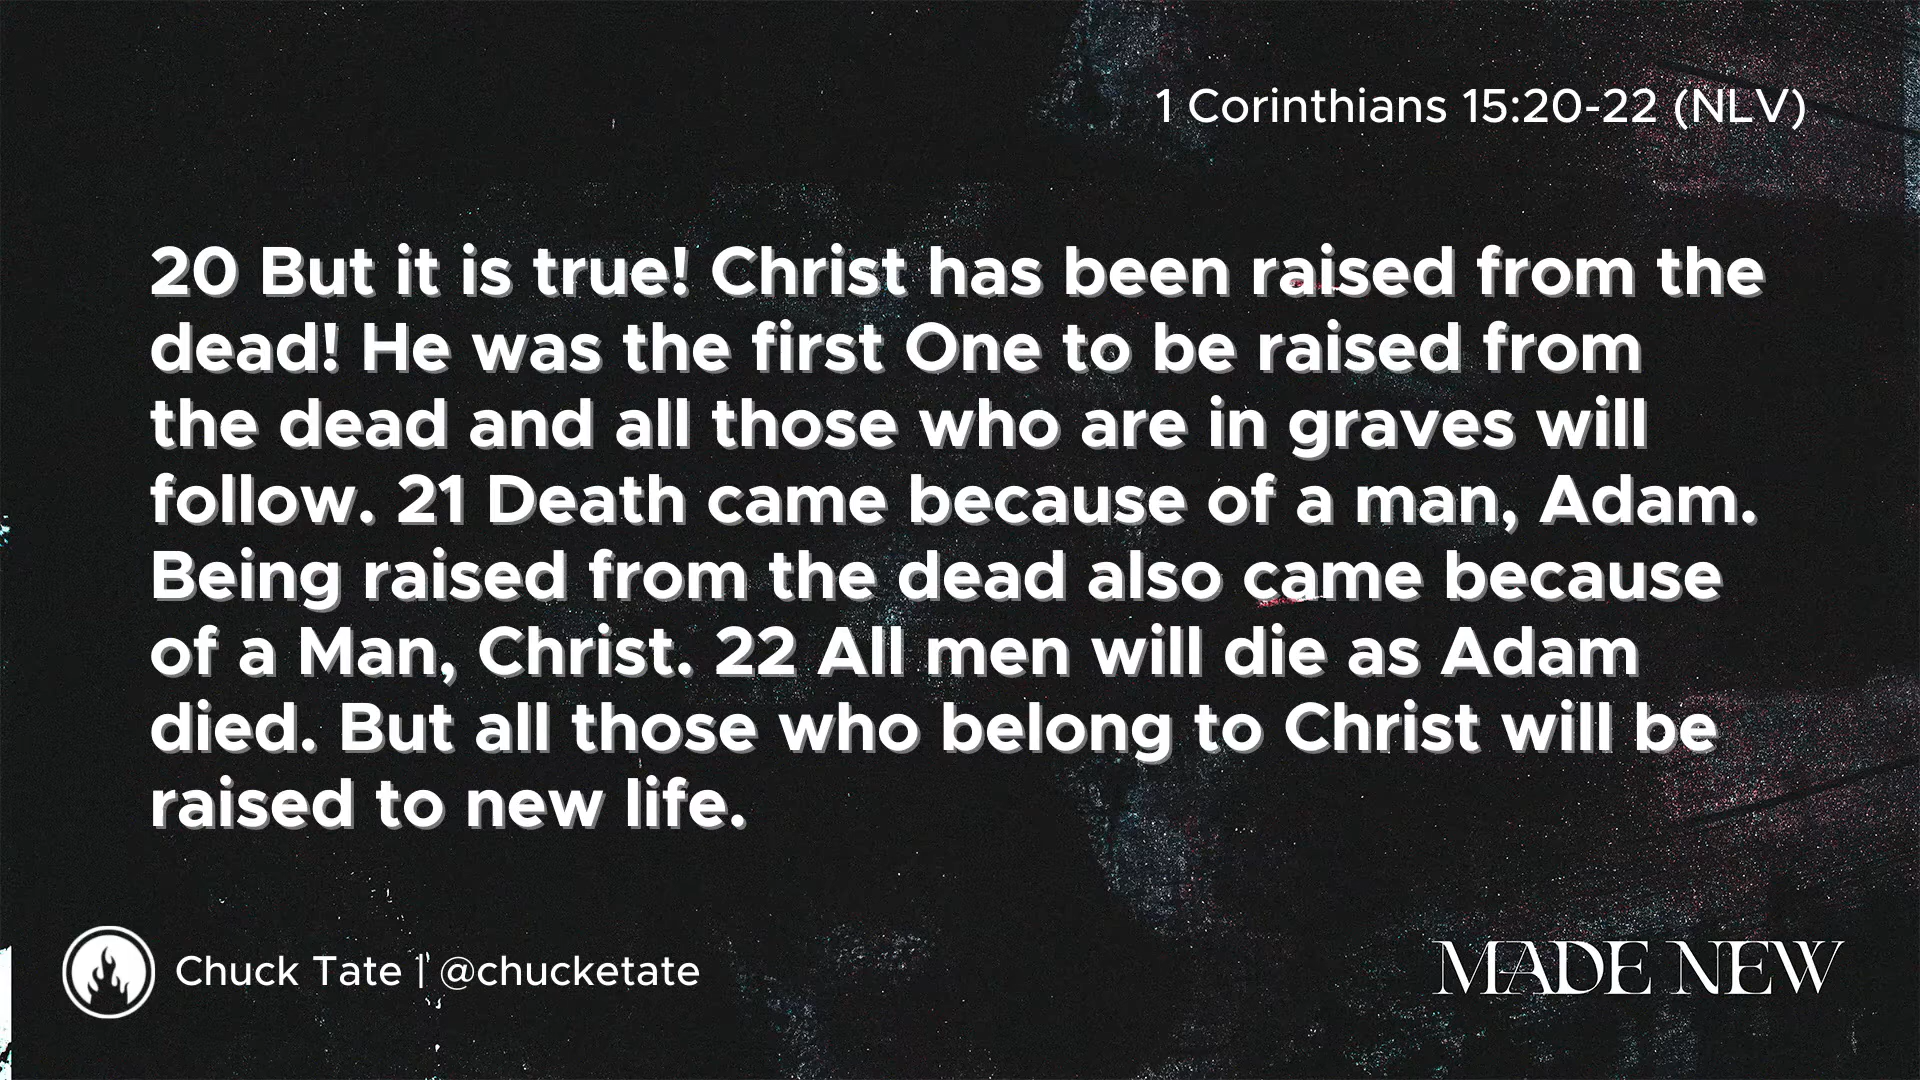 1 Corinthians 15:20-22 (NLV)
20 But it is true! Christ has been raised from the
dead! He was the first One to be raised from
the dead and all those who are in graves will
follow. 21 Death came because of a man, Adam.
Being raised from the dead also came because
of a Man, Christ. 22 All men will die as Adam
died. But all those who belong to Christ will be
raised to new life.
Chuck Tate | @chucketate
MADE NEW